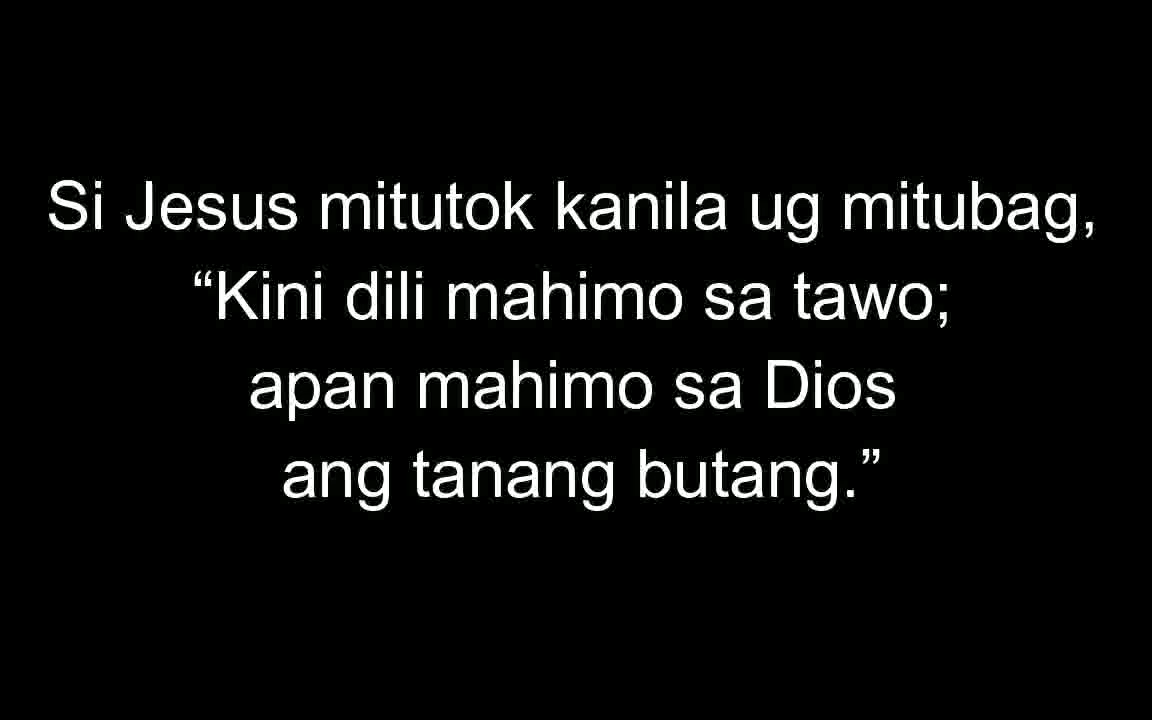 Si Jesus mitutok kanila ug mitubag,
“Kini dili mahimo sa tawo;
apan mahimo sa Dios
ang tanang butang.”